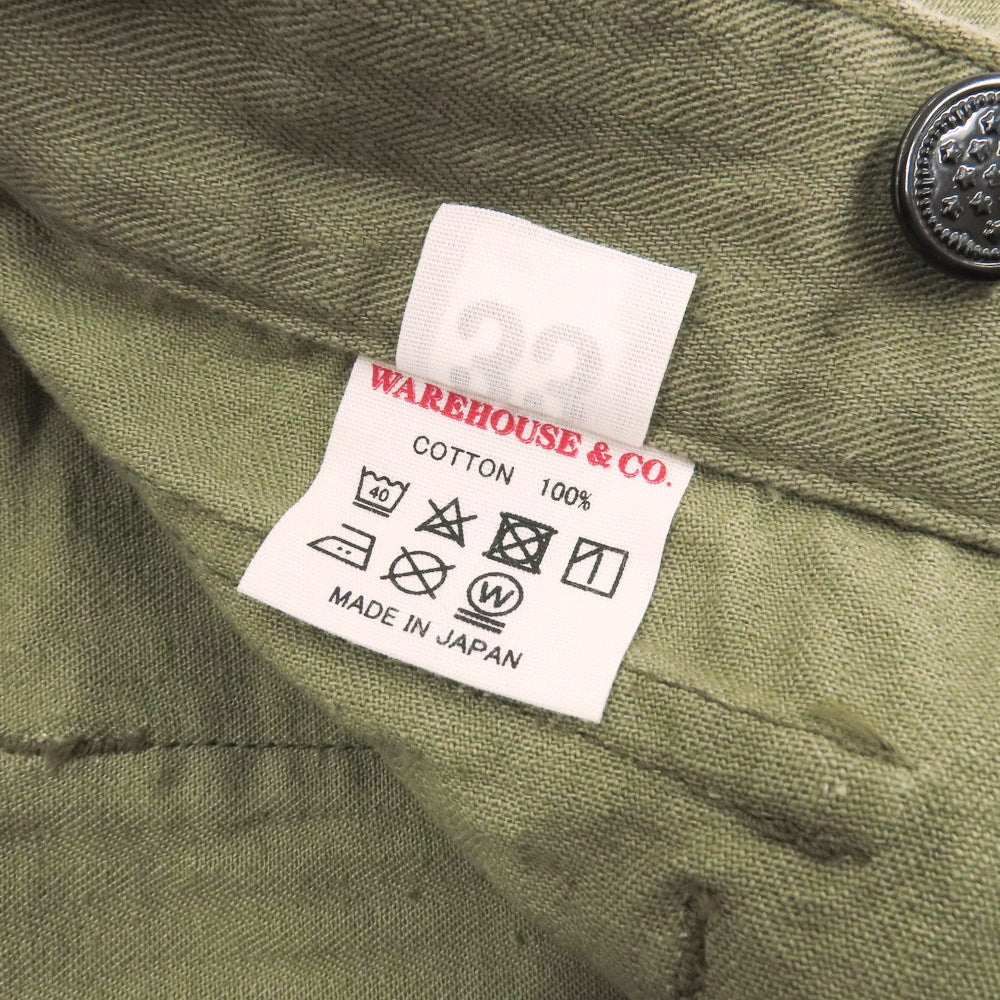 33
WAREHOUSE & CO.
COTTON 100%
40
W
MADE IN JAPAN